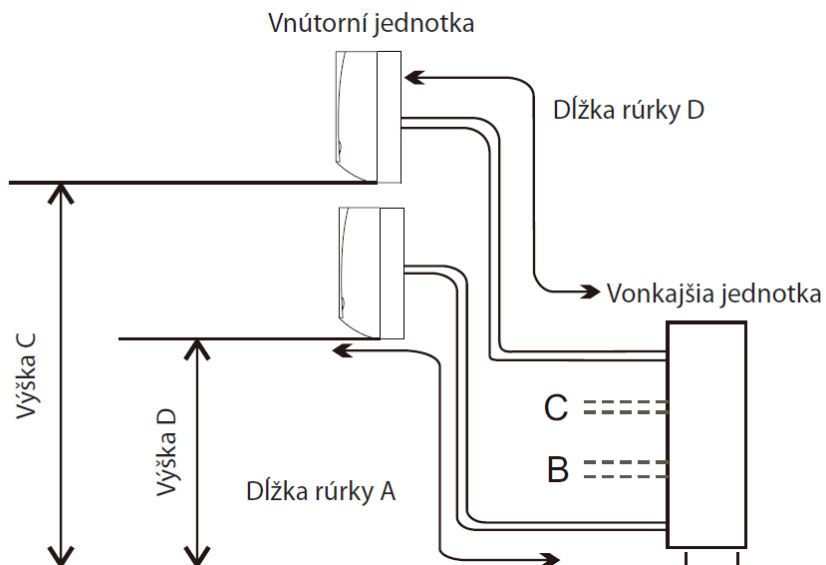 Vnútorní jednotka
Dĺžka rúrky D
Vonkajšia jednotka
Výška C
Výška D
C
B
Dĺžka rúrky A